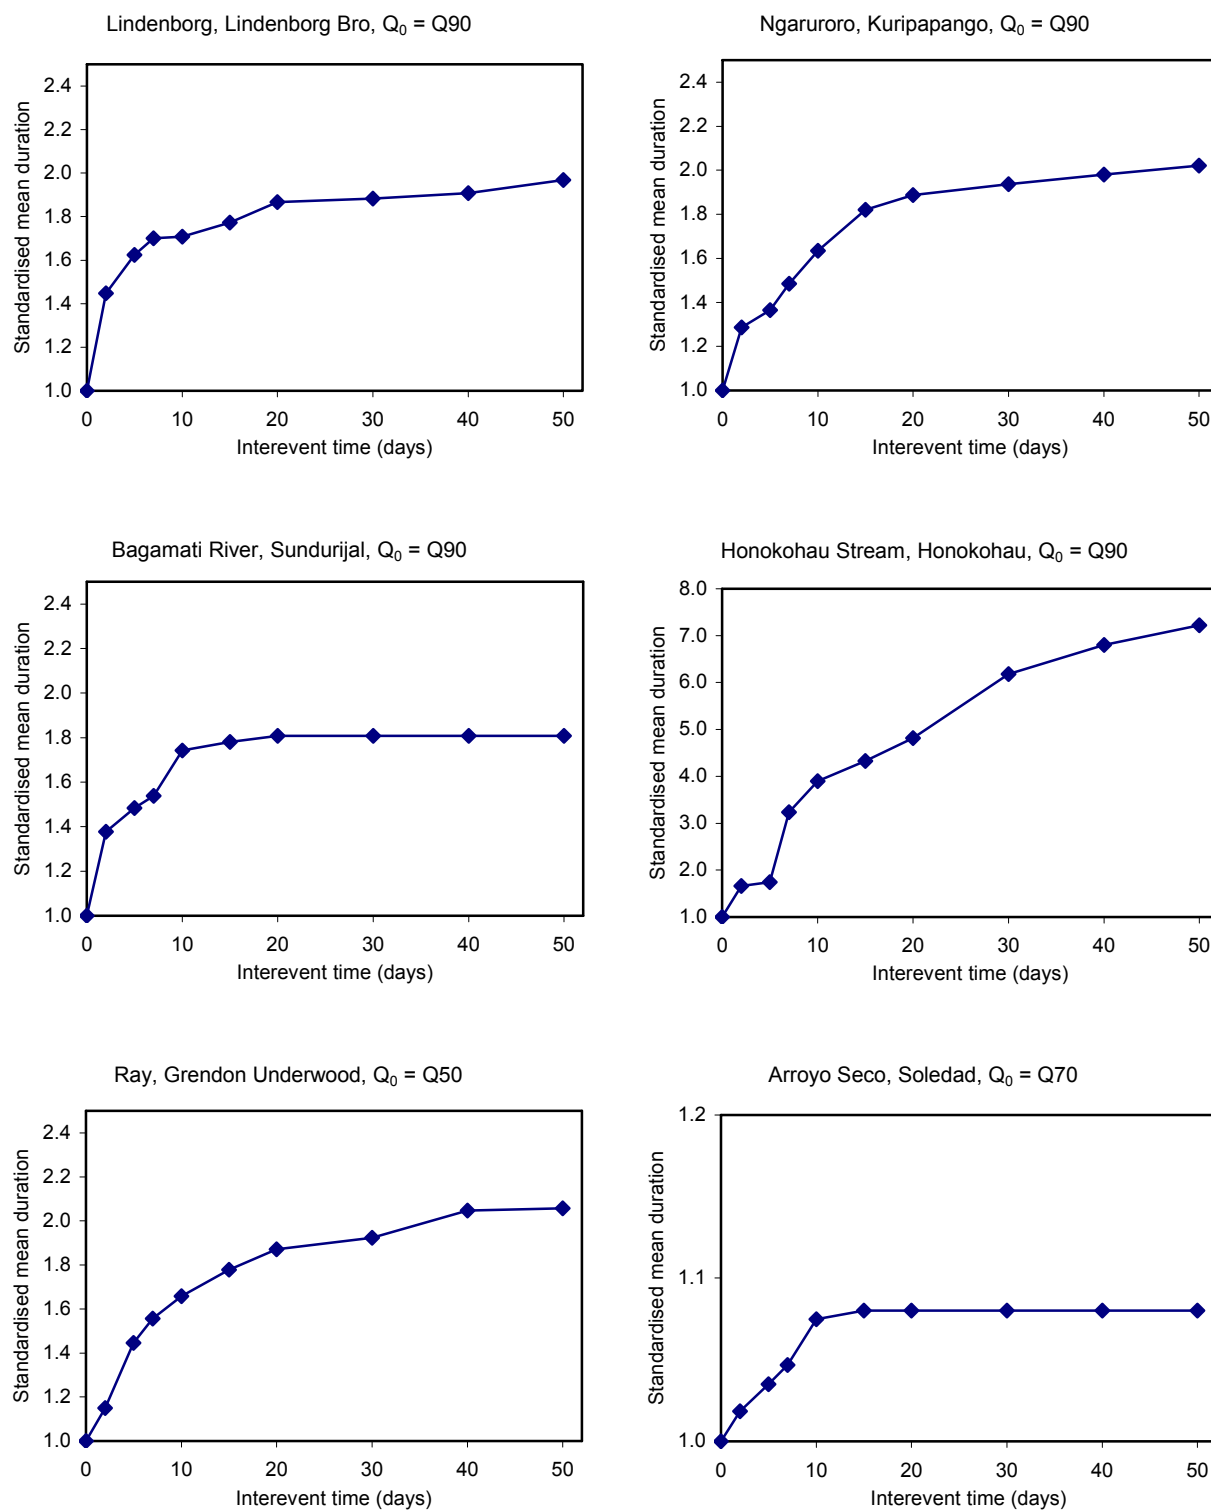 Lindenborg, Lindenborg Bro, Q₀ = Q90
Standardised mean duration
2.4
2.2
2.0
1.8
1.6
1.4
1.2
1.0
0 10 20 30 40 50
Interevent time (days)
Ngaruroro, Kuripapango, Q₀ = Q90
Standardised mean duration
2.4
2.2
2.0
1.8
1.6
1.4
1.2
1.0
0 10 20 30 40 50
Interevent time (days)
Bagamati River, Sundurijal, Q₀ = Q90
Standardised mean duration
2.4
2.2
2.0
1.8
1.6
1.4
1.2
1.0
0 10 20 30 40 50
Interevent time (days)
Honokohau Stream, Honokohau, Q₀ = Q90
Standardised mean duration
8.0
7.0
6.0
5.0
4.0
3.0
2.0
1.0
0 10 20 30 40 50
Interevent time (days)
Ray, Grendon Underwood, Q₀ = Q50
Standardised mean duration
2.4
2.2
2.0
1.8
1.6
1.4
1.2
1.0
0 10 20 30 40 50
Interevent time (days)
Arroyo Seco, Soledad, Q₀ = Q70
Standardised mean duration
1.2
1.1
1.0
0 10 20 30 40 50
Interevent time (days)